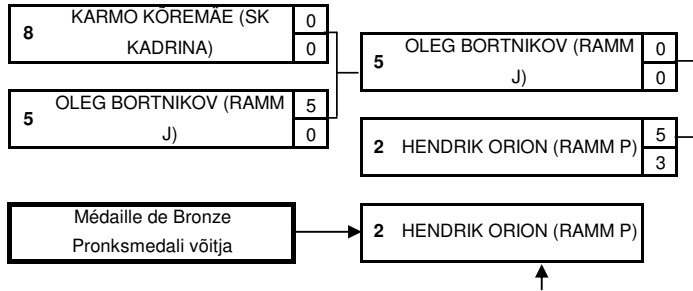 8 KARMO KÕREMÄE (SK KADRINA) 0 0
5 OLEG BORTNIKOV (RAMM J) 5 0
5 OLEG BORTNIKOV (RAMM J) 0 0
2 HENDRIK ORION (RAMM P) 5 3
Médaille de Bronze
Pronksmedali võitja
2 HENDRIK ORION (RAMM P)